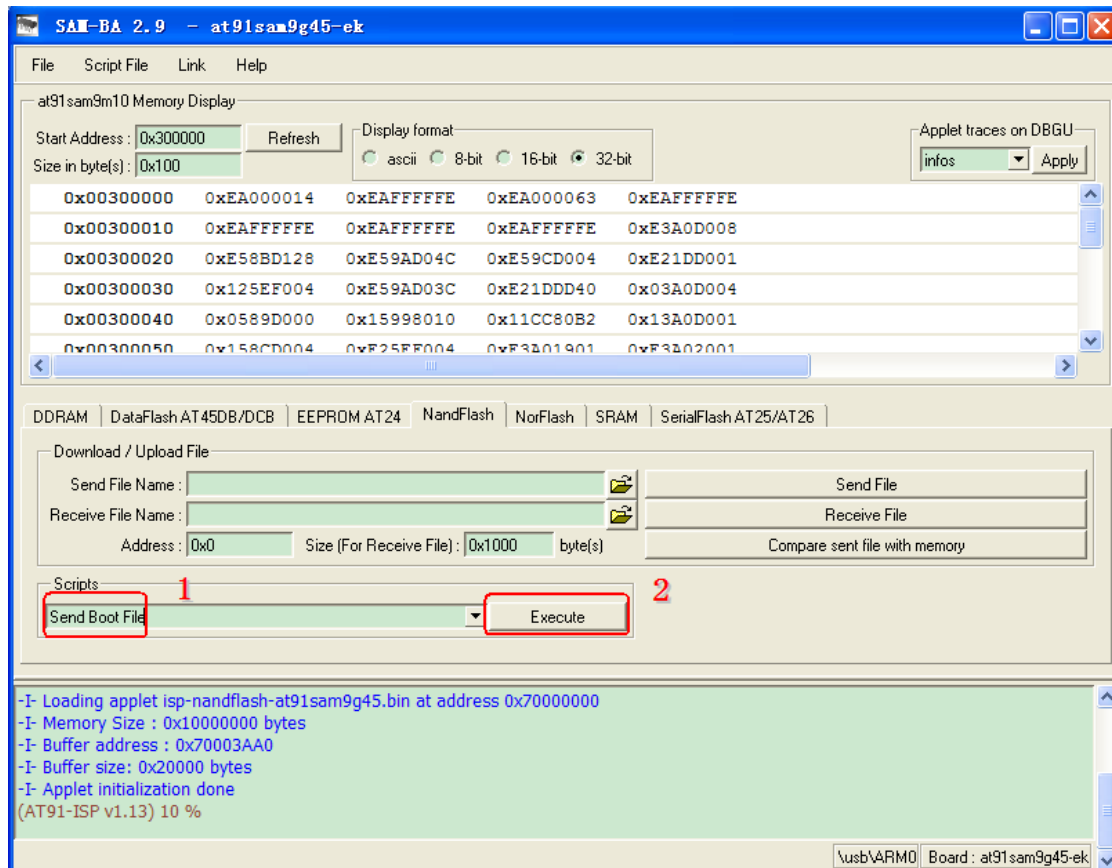 SAM-BA 2.9 - at91sam9g45-ek
File Script File Link Help
at91sam9m10 Memory Display
Start Address : 0x300000 Refresh
Size in byte(s) : 0x100
Display format
ascii 8-bit 16-bit 32-bit
Applet traces on DBGU
infos Apply
0x00300000 0xEA000014 0xEAFFFFFE 0xEA000063 0xEAFFFFFE
0x00300010 0xEAFFFFFE 0xEAFFFFFE 0xEAFFFFFE 0xE3A0D008
0x00300020 0xE58BD128 0xE59AD04C 0xE59CD004 0xE21DD001
0x00300030 0x125EF004 0xE59AD03C 0xE21DDD40 0x03A0D004
0x00300040 0x0589D000 0x15998010 0x11CC80B2 0x13A0D001
0x00300050 0x158CD004 0xE25EF004 0xE3A01901 0xE3A02001
DDRAM DataFlash AT45DB/DCB EEPROM AT24 NandFlash NorFlash SRAM SerialFlash AT25/AT26
Download / Upload File
Send File Name : Send File
Receive File Name : Receive File
Address : 0x0 Size (For Receive File) : 0x1000 byte(s) Compare sent file with memory
Scripts 1 2
Send Boot File Execute
-I- Loading applet isp-nandflash-at91sam9g45.bin at address 0x70000000
-I- Memory Size : 0x10000000 bytes
-I- Buffer address : 0x70003AA0
-I- Buffer size: 0x20000 bytes
-I- Applet initialization done
(AT91-ISP v1.13) 10 %
\usb\ARM0 Board : at91sam9g45-ek